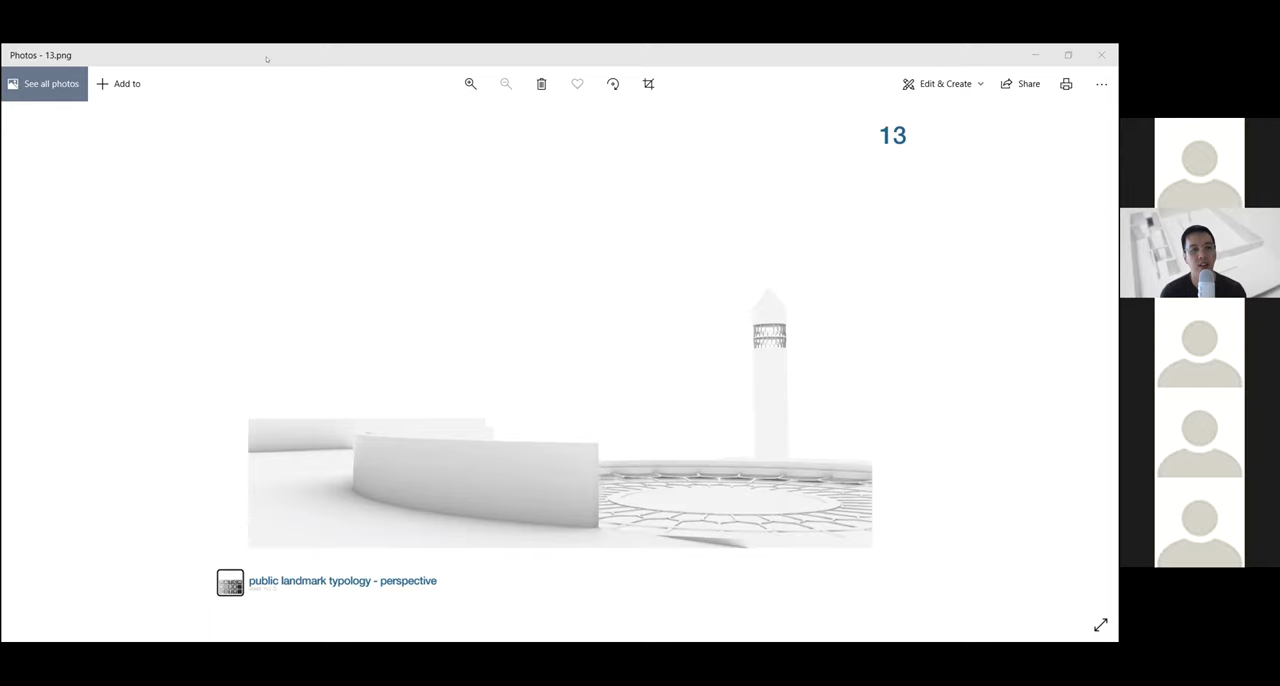 Photos - 13.png
See all photos
Add to
Edit & Create
Share
13
public landmark typology - perspective